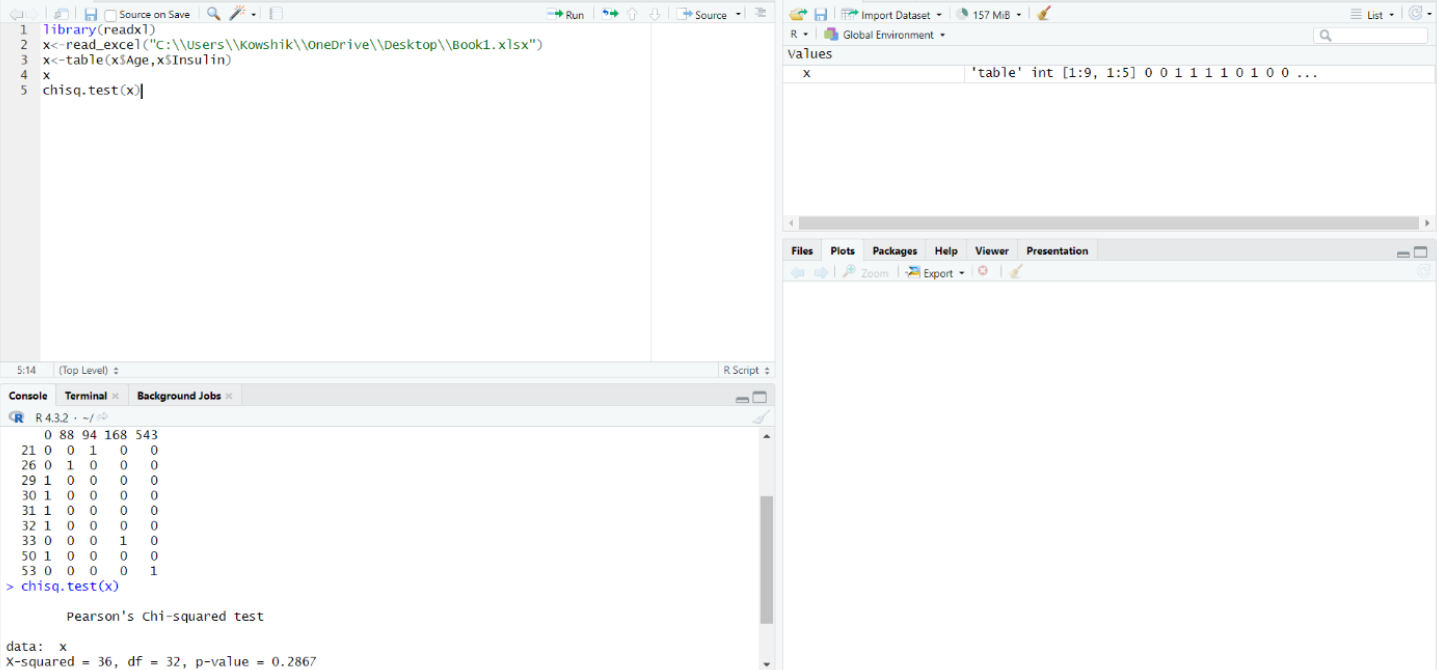 Source on Save
Run
Source
1 library(readxl)
2 x<-read_excel("C:\\Users\\Kowshik\\OneDrive\\Desktop\\Book1.xlsx")
3 x<-table(x$Age,x$Insulin)
4 x
5 chisq.test(x)
5:14 (Top Level) R Script
Console Terminal Background Jobs
R R 4.3.2 · ~/
0 88 94 168 543
21 0 0 1 0 0
26 0 1 0 0 0
29 1 0 0 0 0
30 1 0 0 0 0
31 1 0 0 0 0
32 1 0 0 0 0
33 0 0 0 1 0
50 1 0 0 0 0
53 0 0 0 0 1
> chisq.test(x)
Pearson's Chi-squared test
data: x
X-squared = 36, df = 32, p-value = 0.2867
Import Dataset 157 MiB List
R Global Environment
Values
x 'table' int [1:9, 1:5] 0 0 1 1 1 1 0 1 0 0 ...
Files Plots Packages Help Viewer Presentation
Zoom Export